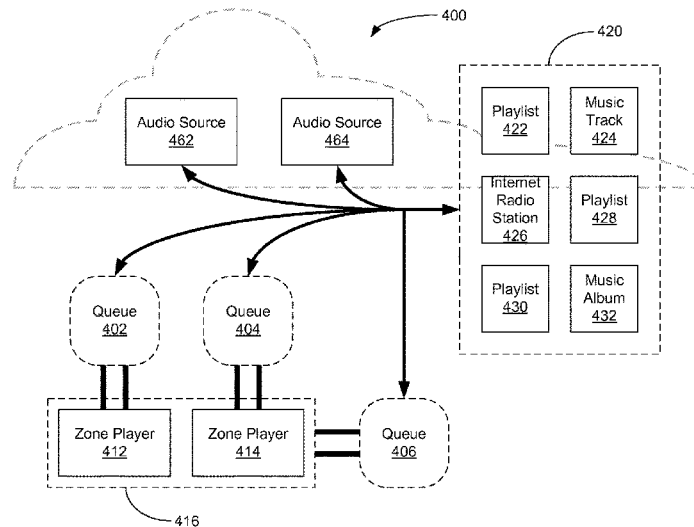 400
420
Audio Source
462
Audio Source
464
Playlist
422
Music
Track
424
Internet
Radio
Station
426
Playlist
428
Playlist
430
Music
Album
432
Queue
402
Queue
404
Zone Player
412
Zone Player
414
Queue
406
416